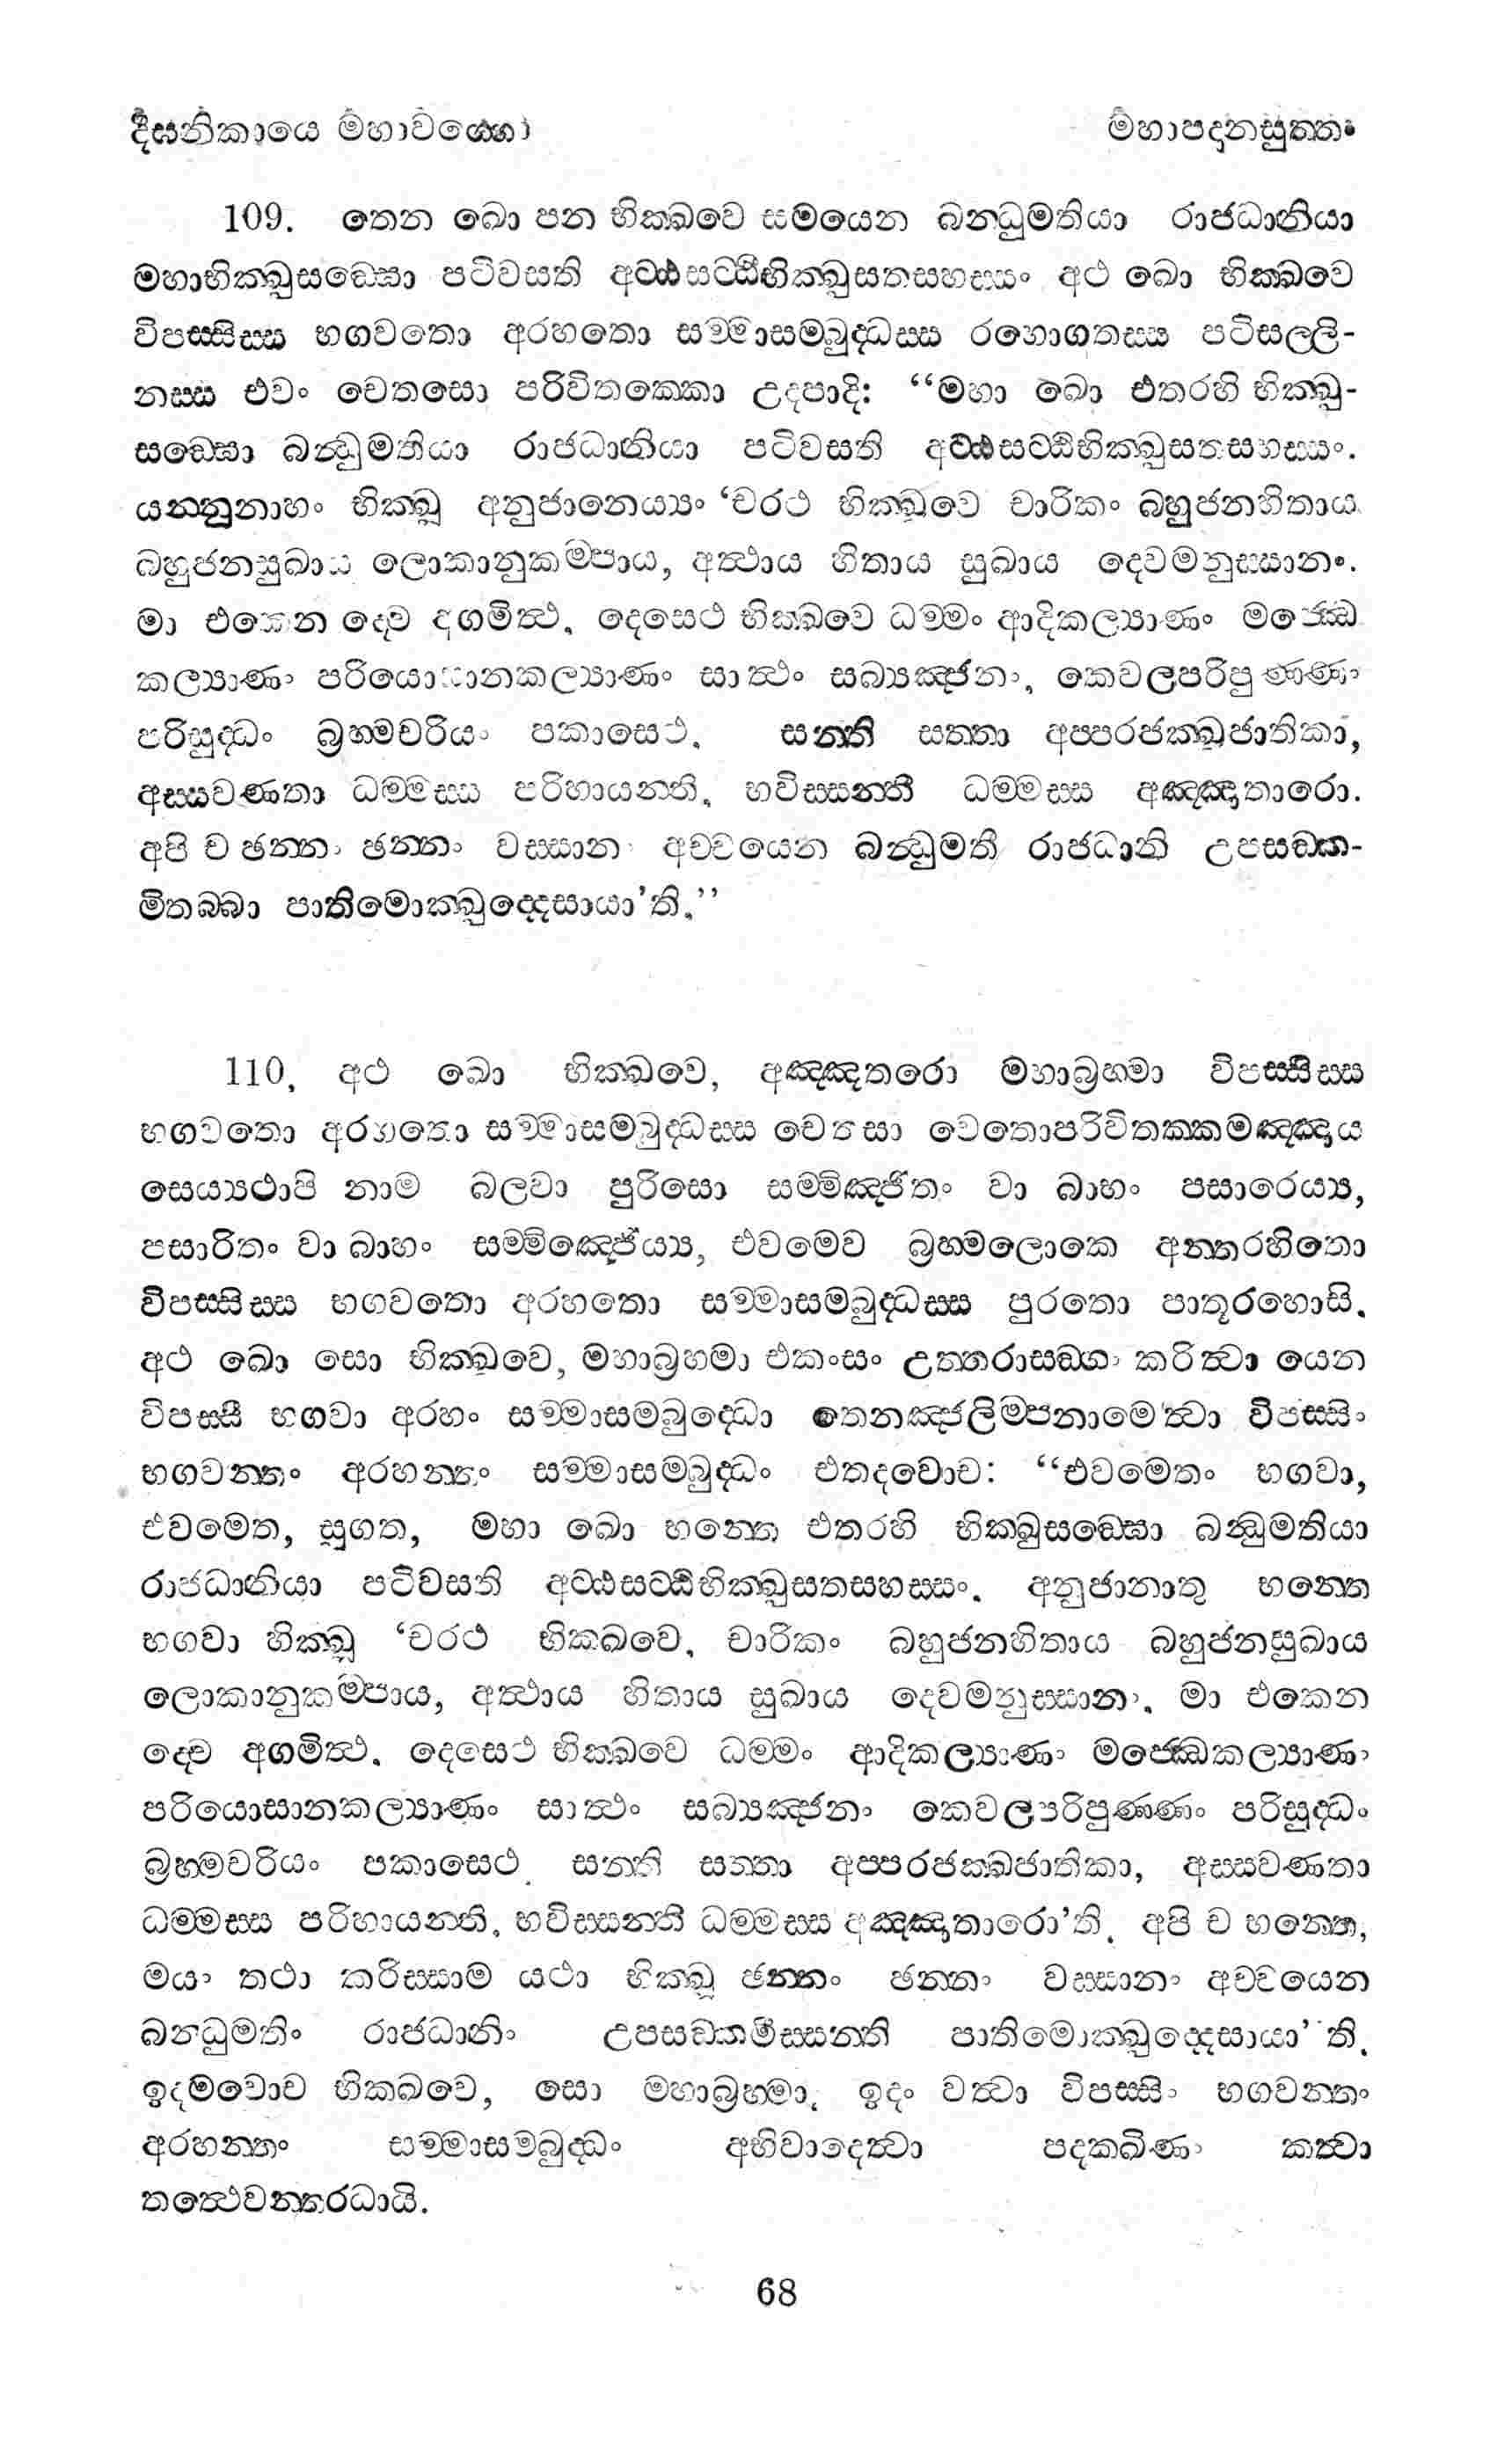 දීඝනිකායෙ මහාවග්ගො
මහාපදානසුත්තං
109. තෙන ඛො පන භික්ඛවෙ සමයෙන බන්ධුමතියා රාජධානියා
මහාභික්ඛුසඞ්ඝො පටිවසති අට්ඨසට්ඨිභික්ඛුසතසහස්සං අථ ඛො භික්ඛවෙ
විපස්සිස්ස භගවතො අරහතො සම්මාසම්බුද්ධස්ස රහොගතස්ස පටිසල්ලි-
නස්ස එවං චෙතසො පරිවිතක්කො උදපාදි: “මහා ඛො එතරහි භික්ඛු-
සඞ්ඝො බන්ධුමතියා රාජධානියා පටිවසති අට්ඨසට්ඨිභික්ඛුසතසහස්සං.
යන්නූනාහං භික්ඛූ අනුජානෙය්‍යං ‘චරථ භික්ඛවෙ චාරිකං බහුජනහිතාය
බහුජනසුඛාය ලොකානුකම්පාය, අත්ථාය හිතාය සුඛාය දෙවමනුස්සානං.
මා එකෙන ද්වෙ අගමිත්ථ. දෙසෙථ භික්ඛවෙ ධම්මං ආදිකල්‍යාණං මජ්ඣෙ
කල්‍යාණං පරියොසානකල්‍යාණං සාත්ථං සබ්‍යඤ්ජනං, කෙවලපරිපුණ්ණං
පරිසුද්ධං බ්‍රහ්මචරියං පකාසෙථ. සන්ති සත්තා අප්පරජක්ඛජාතිකා,
අස්සවණතා ධම්මස්ස පරිහායන්ති, භවිස්සන්ති ධම්මස්ස අඤ්ඤාතාරො.
අපි ච ඡන්නං ඡන්නං වස්සානං අච්චයෙන බන්ධුමතී රාජධානි උපසඞ්ක-
මිතබ්බා පාතිමොක්ඛුද්දෙසායා’ති.”
110. අථ ඛො භික්ඛවෙ, අඤ්ඤතරො මහාබ්‍රහ්මා විපස්සිස්ස
භගවතො අරහතො සම්මාසම්බුද්ධස්ස චෙතසා චෙතොපරිවිතක්කමඤ්ඤාය
සෙය්‍යථාපි නාම බලවා පුරිසො සම්මිඤ්ජිතං වා බාහං පසාරෙය්‍ය,
පසාරිතං වා බාහං සම්මිඤ්ජෙය්‍ය, එවමෙව බ්‍රහ්මලොකෙ අන්තරහිතො
විපස්සිස්ස භගවතො අරහතො සම්මාසම්බුද්ධස්ස පුරතො පාතුරහොසි.
අථ ඛො සො භික්ඛවෙ, මහාබ්‍රහ්මා එකංසං උත්තරාසඞ්ගං කරිත්වා යෙන
විපස්සී භගවා අරහං සම්මාසම්බුද්ධො තෙනඤ්ජලිම්පනාමෙත්වා විපස්සිං
භගවන්තං අරහන්තං සම්මාසම්බුද්ධං එතදවොච: “එවමෙතං භගවා,
එවමෙත, සුගත, මහා ඛො භන්තෙ එතරහි භික්ඛුසඞ්ඝො බන්ධුමතියා
රාජධානියා පටිවසති අට්ඨසට්ඨිභික්ඛුසතසහස්සං. අනුජානාතු භන්තෙ
භගවා භික්ඛූ ‘චරථ භික්ඛවෙ, චාරිකං බහුජනහිතාය බහුජනසුඛාය
ලොකානුකම්පාය, අත්ථාය හිතාය සුඛාය දෙවමනුස්සානං. මා එකෙන
ද්වෙ අගමිත්ථ. දෙසෙථ භික්ඛවෙ ධම්මං ආදිකල්‍යාණං මජ්ඣෙකල්‍යාණං
පරියොසානකල්‍යාණං සාත්ථං සබ්‍යඤ්ජනං කෙවලපරිපුණ්ණං පරිසුද්ධං
බ්‍රහ්මචරියං පකාසෙථ. සන්ති සත්තා අප්පරජක්ඛජාතිකා, අස්සවණතා
ධම්මස්ස පරිහායන්ති, භවිස්සන්ති ධම්මස්ස අඤ්ඤාතාරො’ති. අපි ච භන්තෙ,
මයං තථා කරිස්සාම යථා භික්ඛූ ඡන්නං ඡන්නං වස්සානං අච්චයෙන
බන්ධුමතිං රාජධානිං උපසඞ්කමිස්සන්ති පාතිමොක්ඛුද්දෙසායා’ති.
ඉදමවොච භික්ඛවෙ, සො මහාබ්‍රහ්මා. ඉදං වත්වා විපස්සිං භගවන්තං
අරහන්තං සම්මාසම්බුද්ධං අභිවාදෙත්වා පදක්ඛිණං කත්වා
තත්ථෙවන්තරධායි.
68